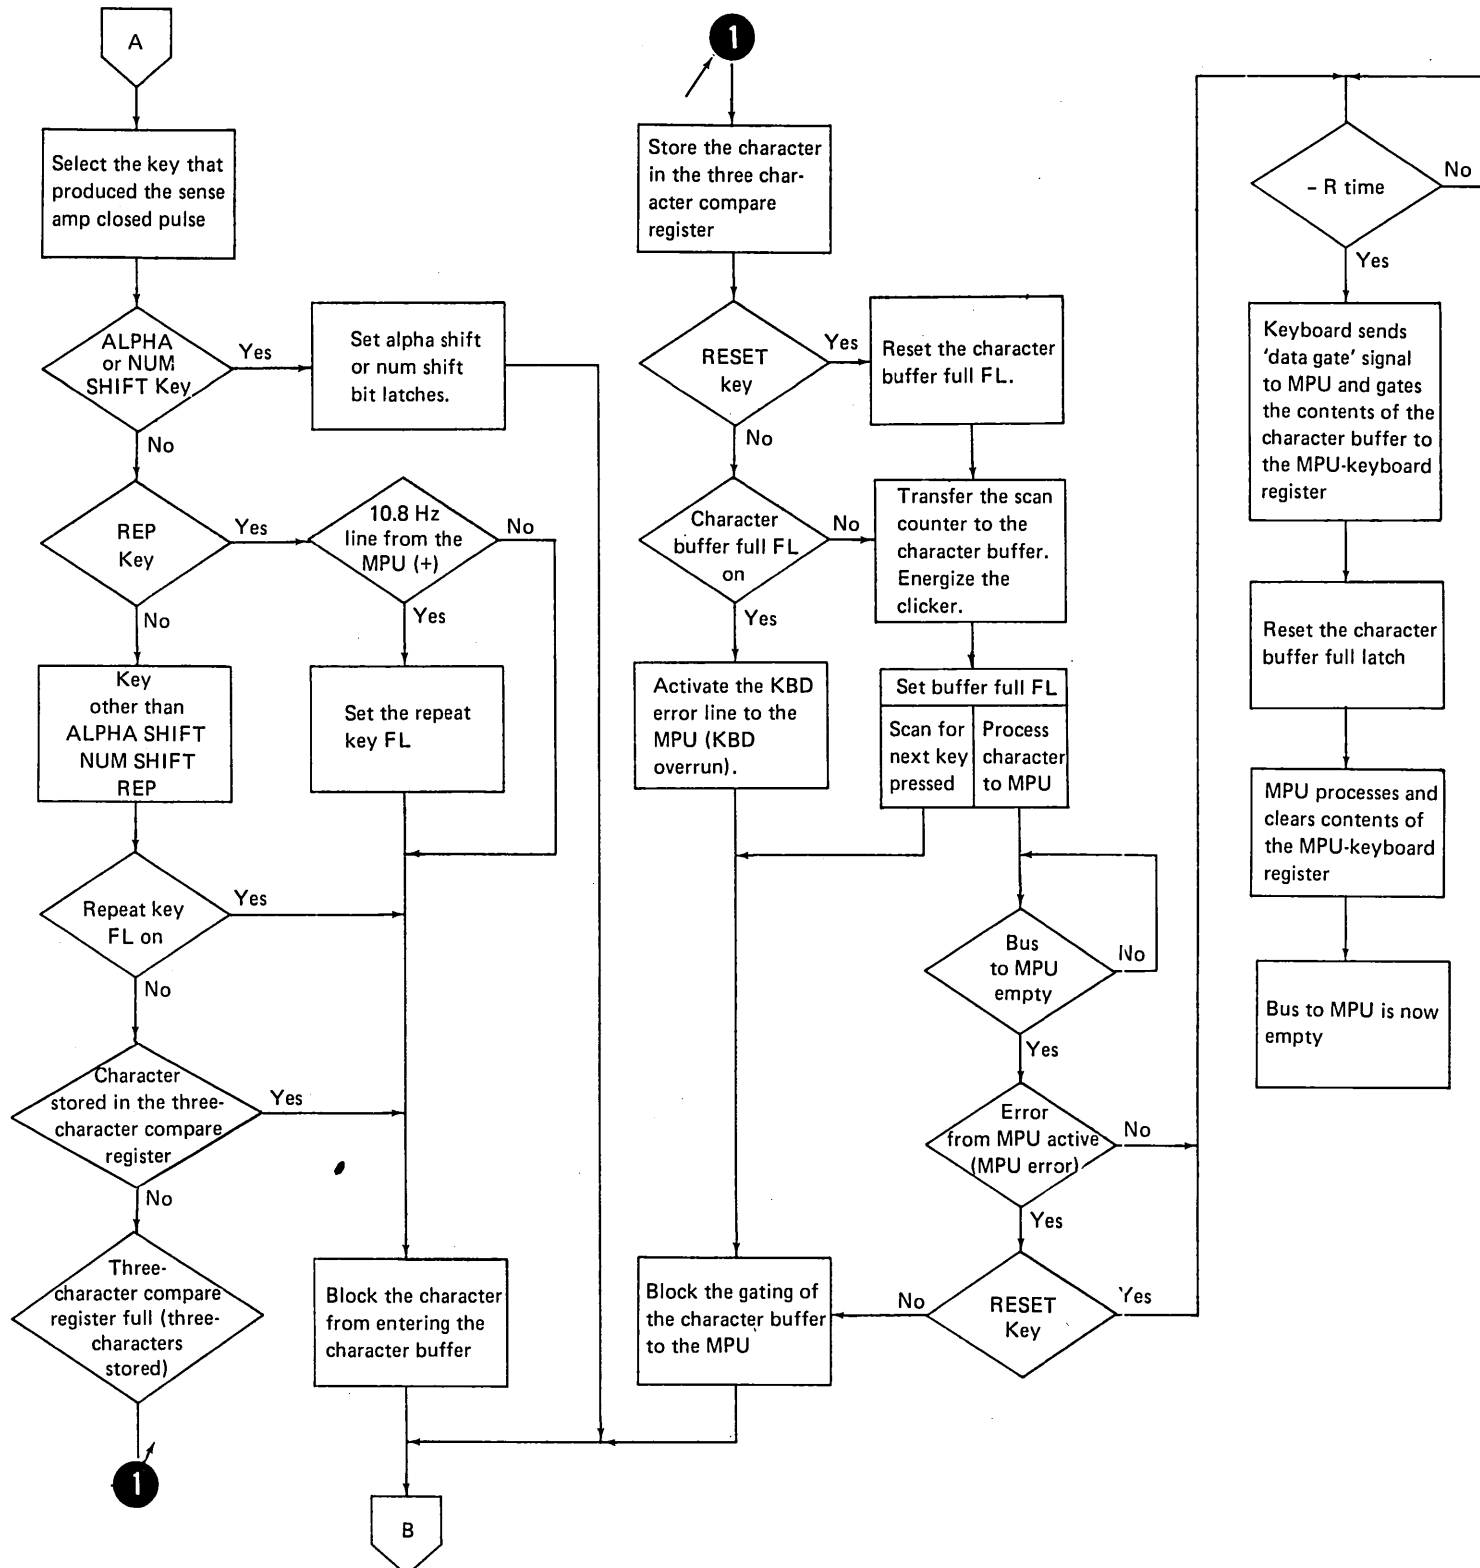 A
Select the key that
produced the sense
amp closed pulse
ALPHA
or NUM
SHIFT Key
Yes
No
Set alpha shift
or num shift
bit latches.
REP
Key
Yes
No
10.8 Hz
line from the
MPU (+)
No
Yes
Key
other than
ALPHA SHIFT
NUM SHIFT
REP
Set the repeat
key FL
Repeat key
FL on
Yes
No
Character
stored in the three-
character compare
register
Yes
No
Three-
character compare
register full (three-
characters
stored)
1
Block the character
from entering the
character buffer
B
1
Store the character
in the three char-
acter compare
register
RESET
key
Yes
No
Reset the character
buffer full FL.
Character
buffer full FL
on
No
Yes
Transfer the scan
counter to the
character buffer.
Energize the
clicker.
Activate the KBD
error line to the
MPU (KBD
overrun).
Set buffer full FL
Scan for
next key
pressed
Process
character
to MPU
Bus
to MPU
empty
No
Yes
Error
from MPU active
(MPU error)
No
Yes
RESET
Key
No
Yes
Block the gating of
the character buffer
to the MPU
– R time
No
Yes
Keyboard sends
'data gate' signal
to MPU and gates
the contents of the
character buffer to
the MPU-keyboard
register
Reset the character
buffer full latch
MPU processes and
clears contents of
the MPU-keyboard
register
Bus to MPU is now
empty